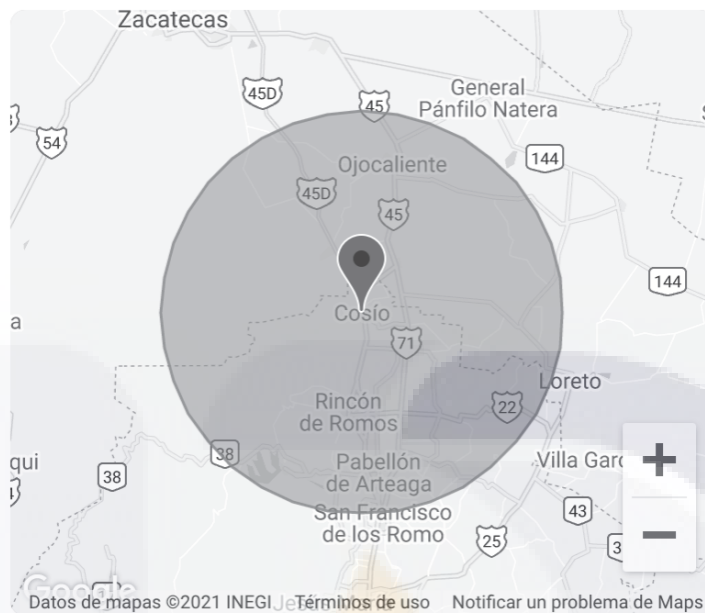 Zacatecas
45D
45
General
Pánfilo Natera
54
144
Ojocaliente
45D
45
144
Cosío
71
Loreto
22
Rincón
de Romos
38
38
qui
Pabellón
de Arteaga
Villa Garc
San Francisco
de los Romo
43
25
3
Google
Datos de mapas ©2021 INEGI
Términos de uso
Notificar un problema de Maps